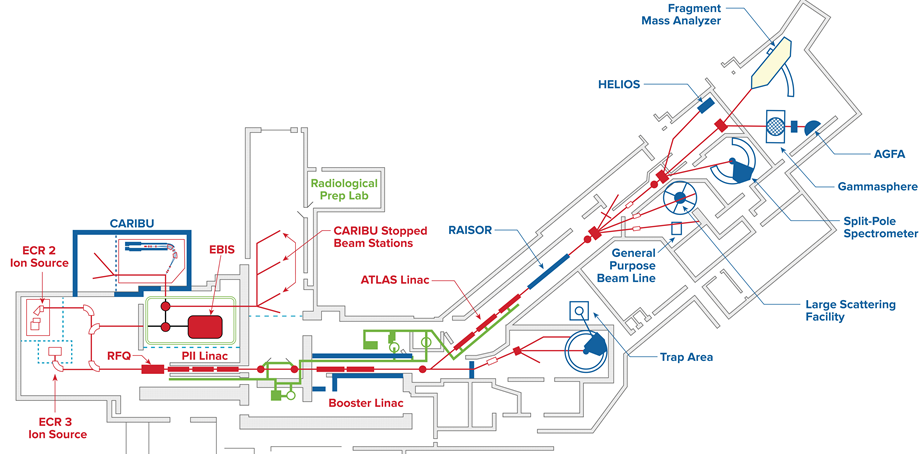 Fragment
Mass Analyzer
HELIOS
AGFA
Gammasphere
Split-Pole
Spectrometer
Large Scattering
Facility
General
Purpose
Beam Line
Trap Area
RAISOR
ATLAS Linac
CARIBU Stopped
Beam Stations
Radiological
Prep Lab
CARIBU
EBIS
ECR 2
Ion Source
RFQ
PII Linac
Booster Linac
ECR 3
Ion Source